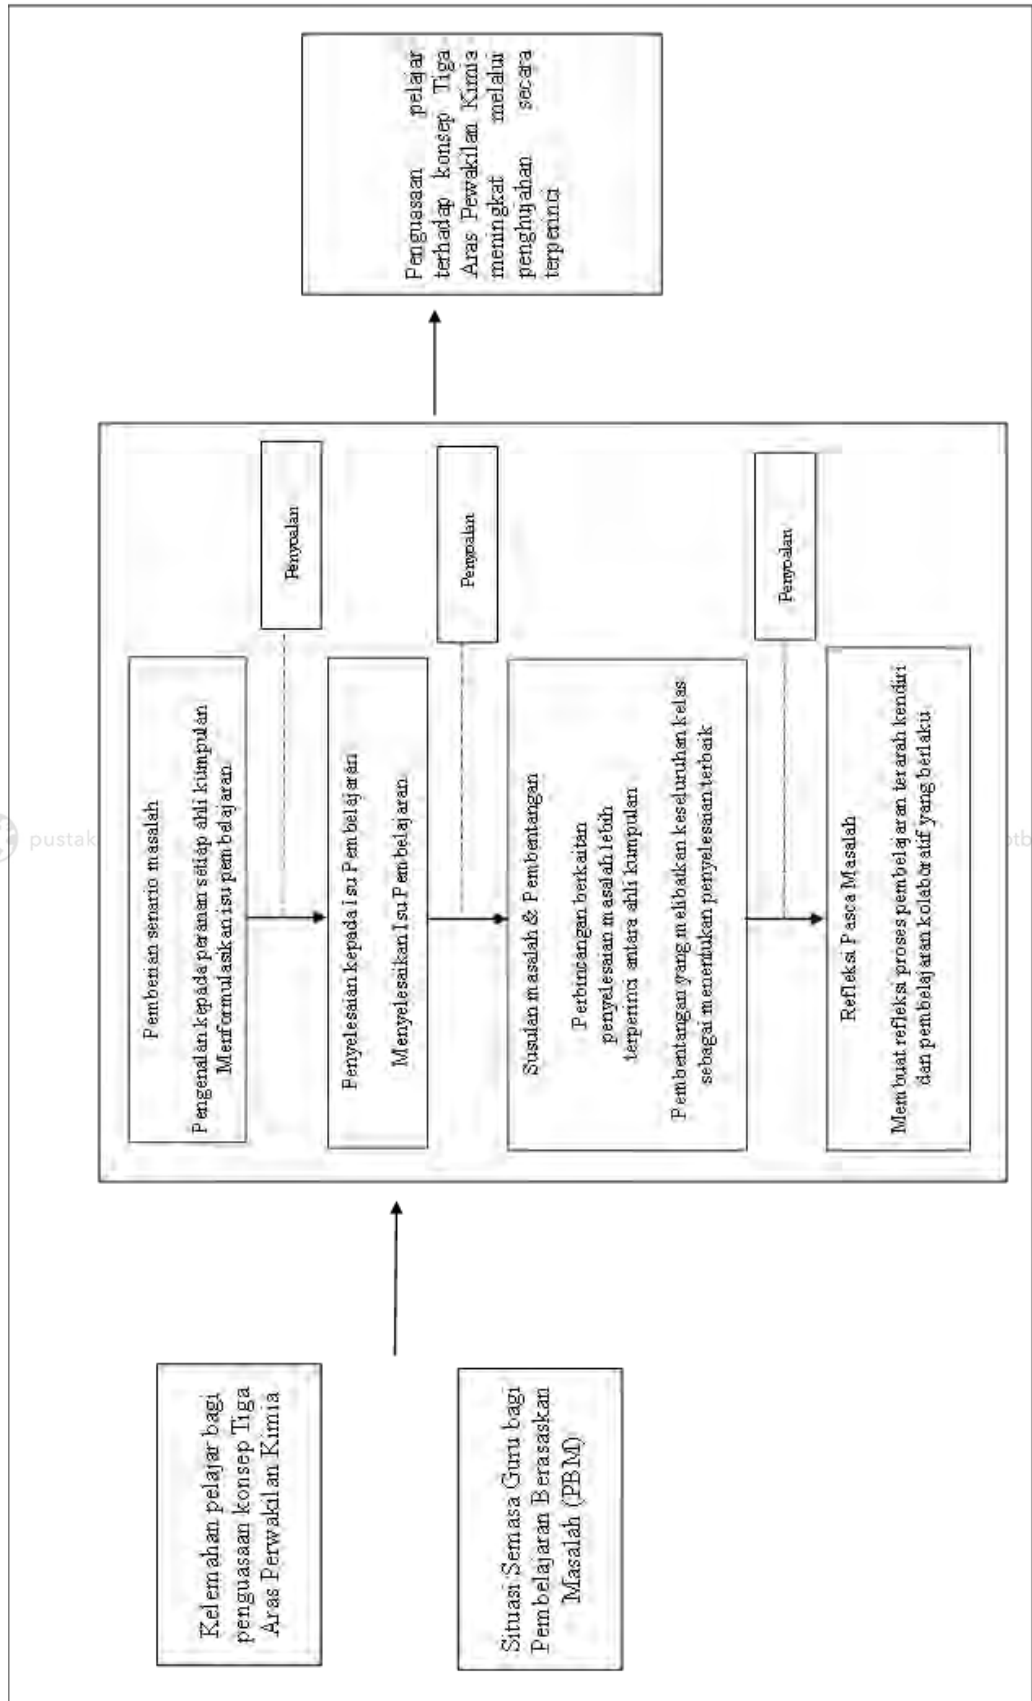 Kelemahan pelajar bagi
penguasaan konsep Tiga
Aras Perwakilan Kimia
Situasi Semasa Guru bagi
Pembelajaran Berasaskan
Masalah (PBM)
Pemberian senario masalah
Pengenalan kepada peranan setiap ahli kumpulan
Memformulasikan isu pembelajaran
Penyoalan
Penyelesaian kepada Isu Pembelajaran
Menyelesaikan Isu Pembelajaran
Penyoalan
Susulan masalah & Pembentangan
Perbincangan berkaitan
penyelesaian masalah lebih
terperinci antara ahli kumpulan
Pembentangan yang melibatkan keseluruhan kelas
sebagai menentukan penyelesaian terbaik
Penyoalan
Refleksi Pasca Masalah
Membuat refleksi proses pembelajaran terarah kendiri
dan pembelajaran kolaboratif yang berlaku
Penguasaan pelajar
terhadap konsep Tiga
Aras Pewakilan Kimia
meningkat melalui
penghujahan secara
terperinci
pustak